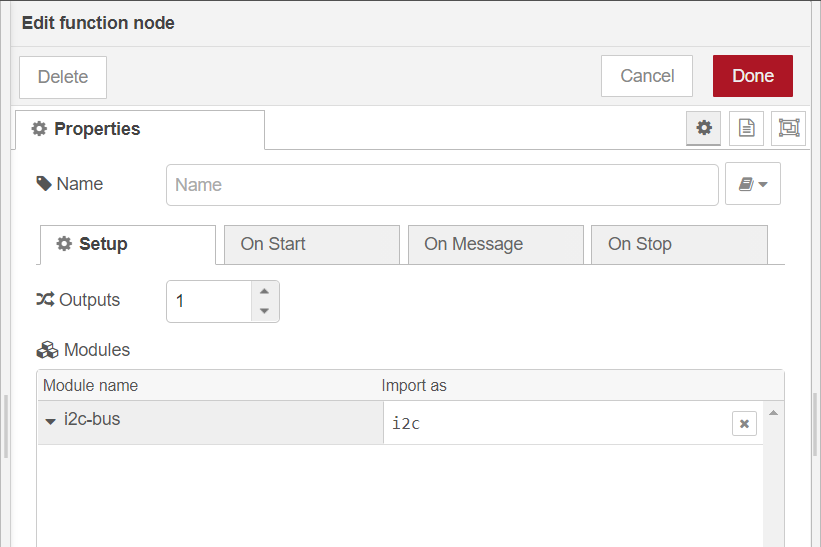 Edit function node
Delete
Cancel
Done
Properties
Name
Name
Setup
On Start
On Message
On Stop
Outputs
1
Modules
Module name
Import as
i2c-bus
i2c